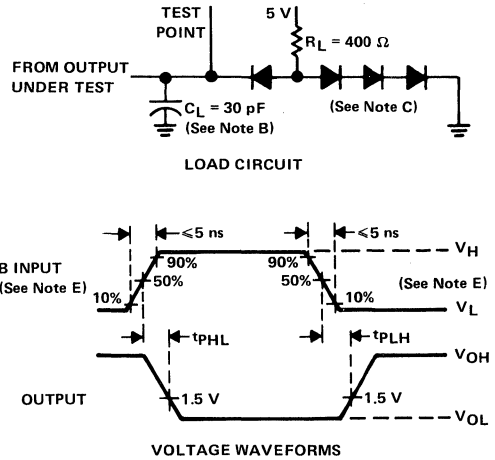 TEST
POINT
5 V
RL = 400 Ω
FROM OUTPUT
UNDER TEST
CL = 30 pF
(See Note B)
(See Note C)
LOAD CIRCUIT
≤5 ns
≤5 ns
VH
B INPUT
(See Note E)
90%
90%
50%
50%
(See Note E)
10%
10%
VL
tPHL
tPLH
VOH
OUTPUT
1.5 V
1.5 V
VOL
VOLTAGE WAVEFORMS